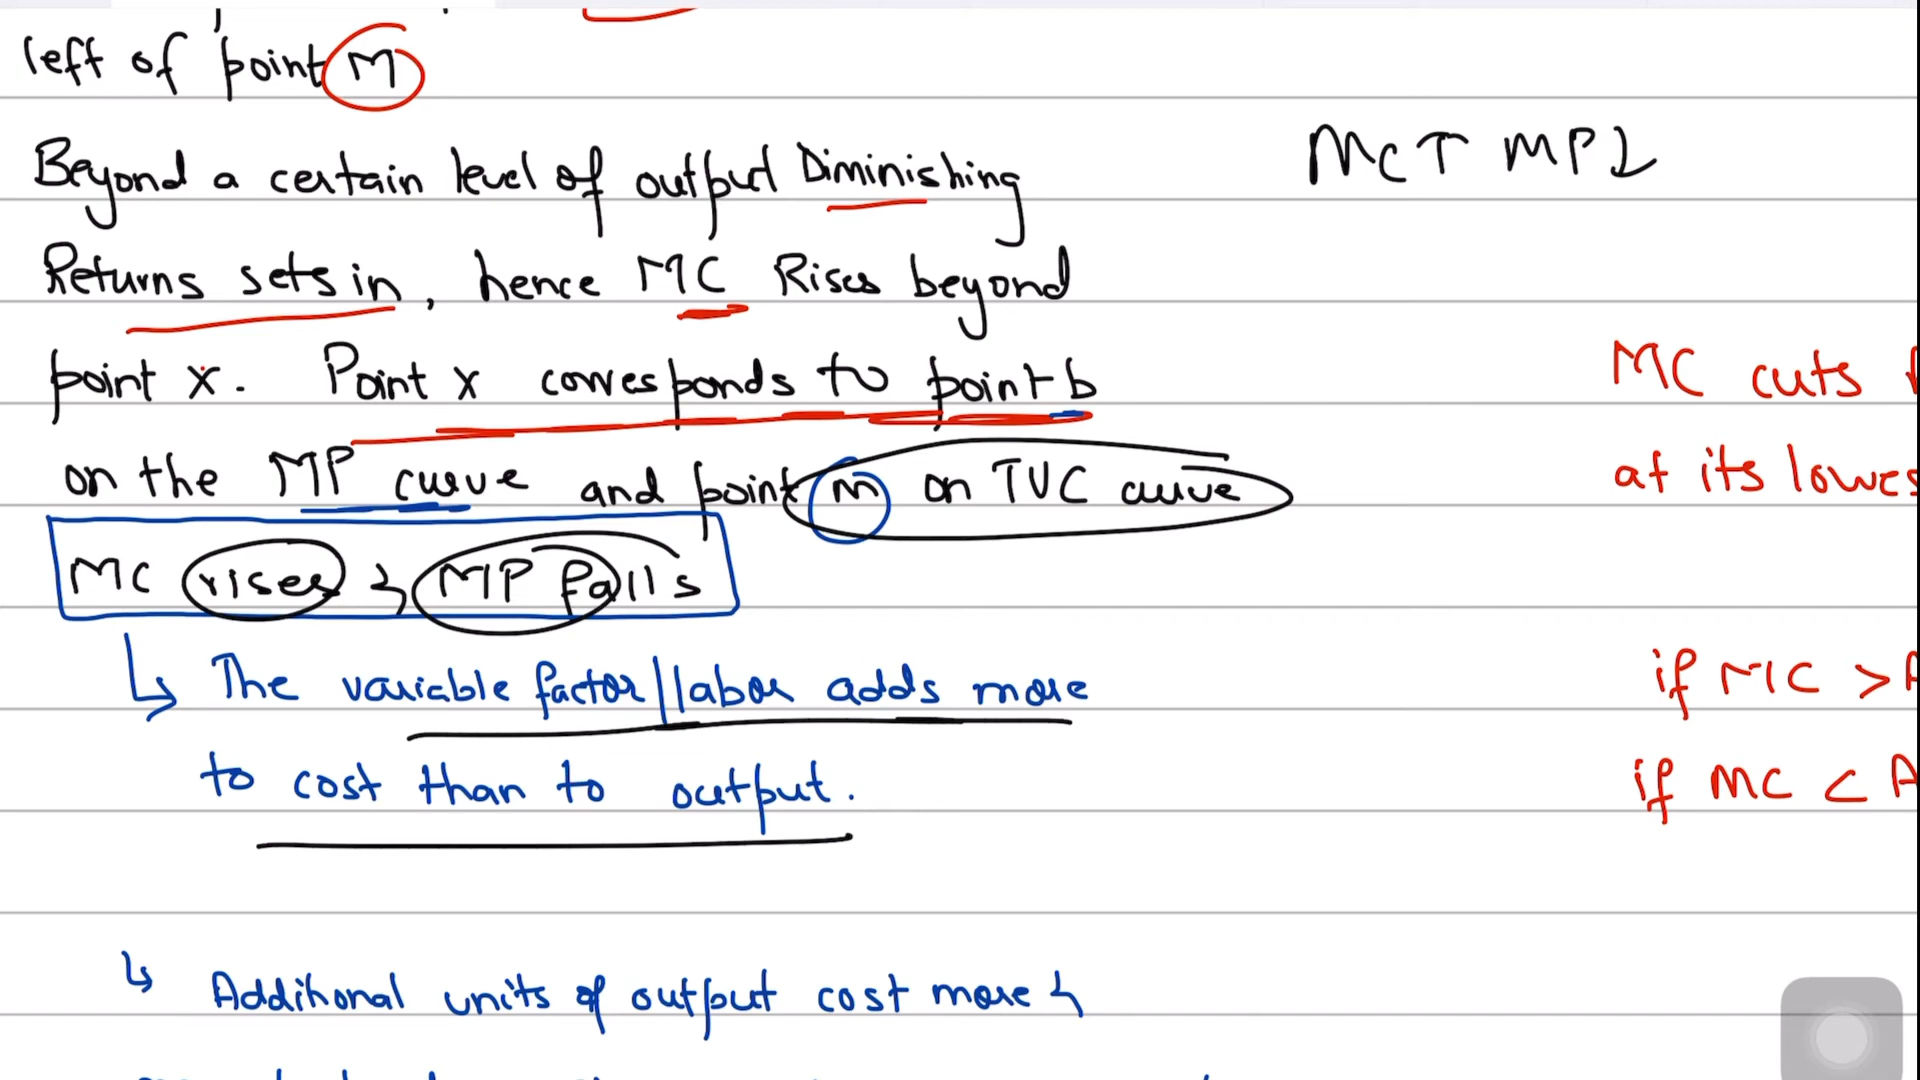 left of point M
Beyond a certain level of output Diminishing
Returns sets in, hence MC Rises beyond
point x. Point x corresponds to point b
on the MP curve and point m on TVC curve
MC rises & MP falls
↳ The variable factor/labor adds more
to cost than to output.
↳ Additional units of output cost more &
MC↑ MP↓
MC cuts
at its lowes
if MC >
if MC <